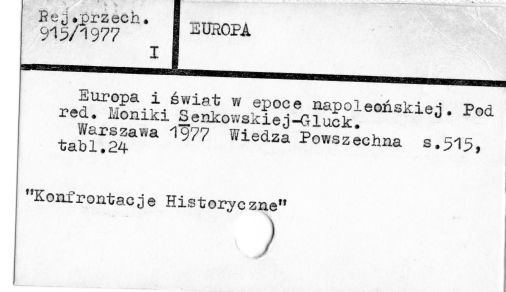 Rej.przech.
915/1977
I
EUROPA
Europa i świat w epoce napoleońskiej. Pod
red. Moniki Senkowskiej-Gluck.
Warszawa 1977 Wiedza Powszechna s.515,
tabl.24
"Konfrontacje Historyczne"